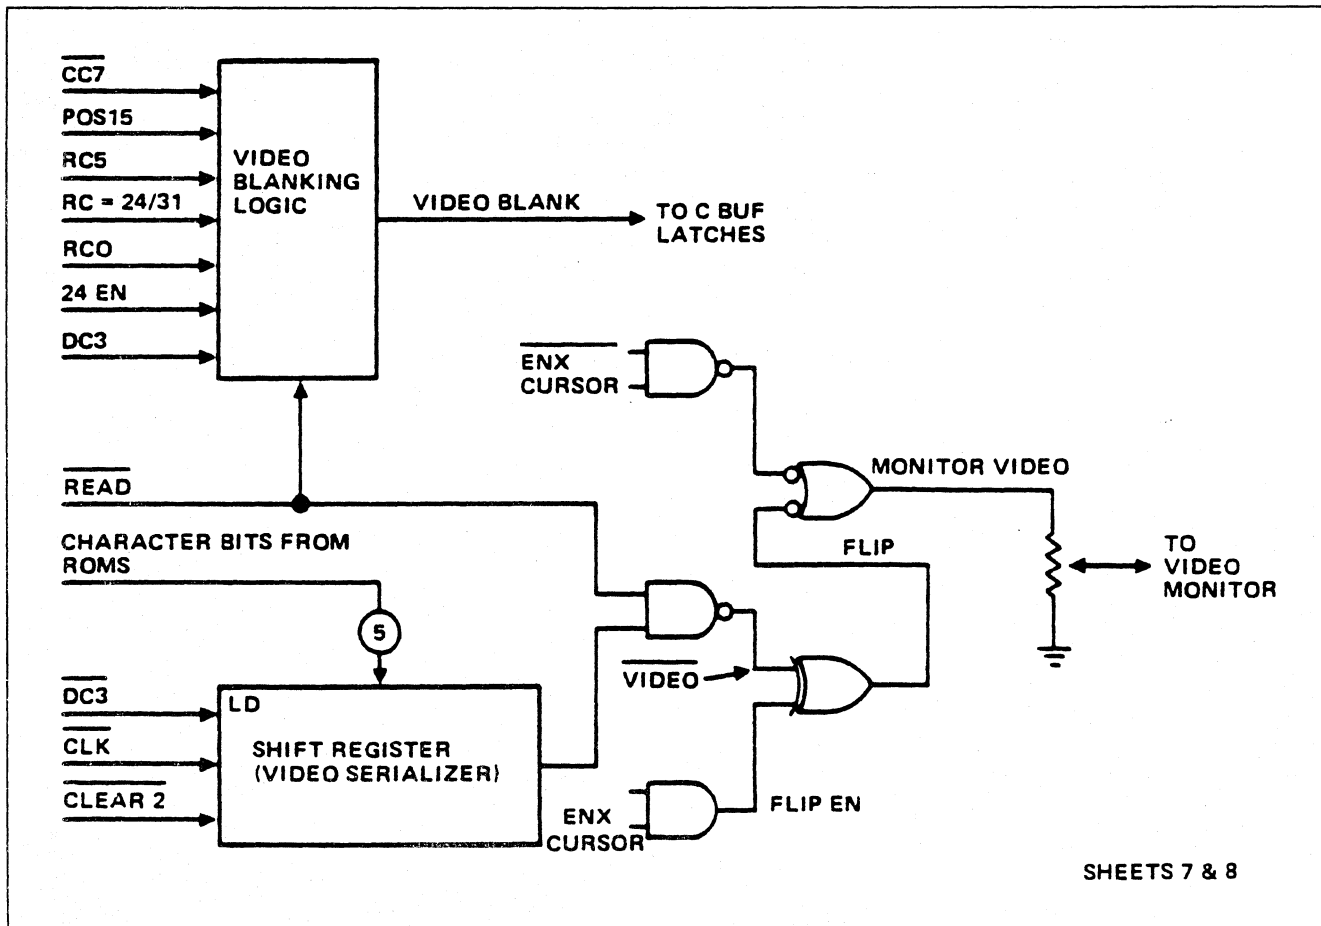 CC7
POS15
RC5
RC = 24/31
RCO
24 EN
DC3
VIDEO
BLANKING
LOGIC
VIDEO BLANK
TO C BUF
LATCHES
ENX
CURSOR
READ
CHARACTER BITS FROM
ROMS
5
MONITOR VIDEO
FLIP
TO
VIDEO
MONITOR
VIDEO
DC3
CLK
CLEAR 2
LD
SHIFT REGISTER
(VIDEO SERIALIZER)
ENX
CURSOR
FLIP EN
SHEETS 7 & 8